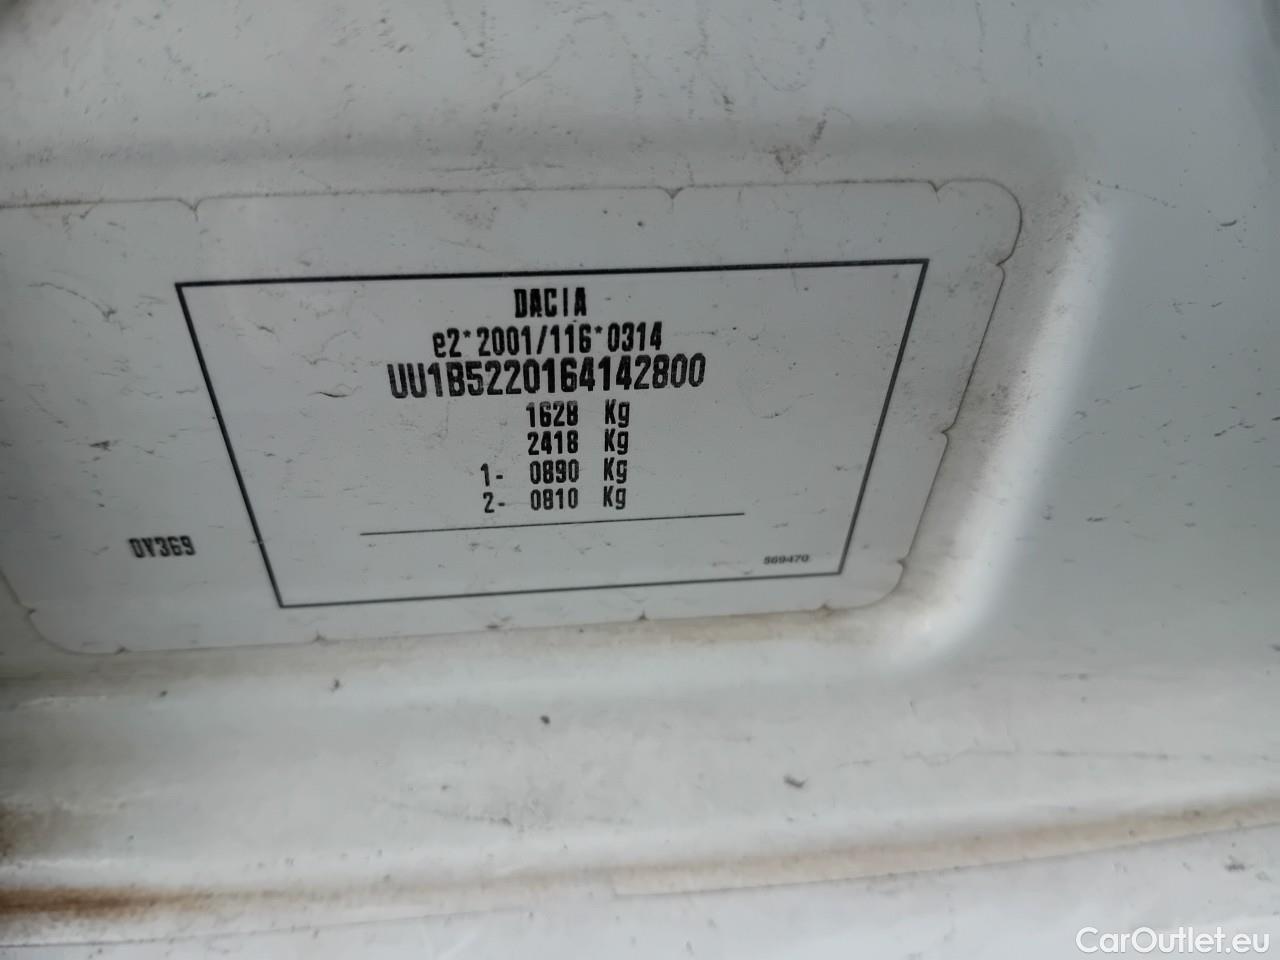 DACIA
e2*2001/116*0314
UU1B5220164142800
1628 Kg
2418 Kg
1- 0890 Kg
2- 0810 Kg
OV369
569470
CarOutlet.eu